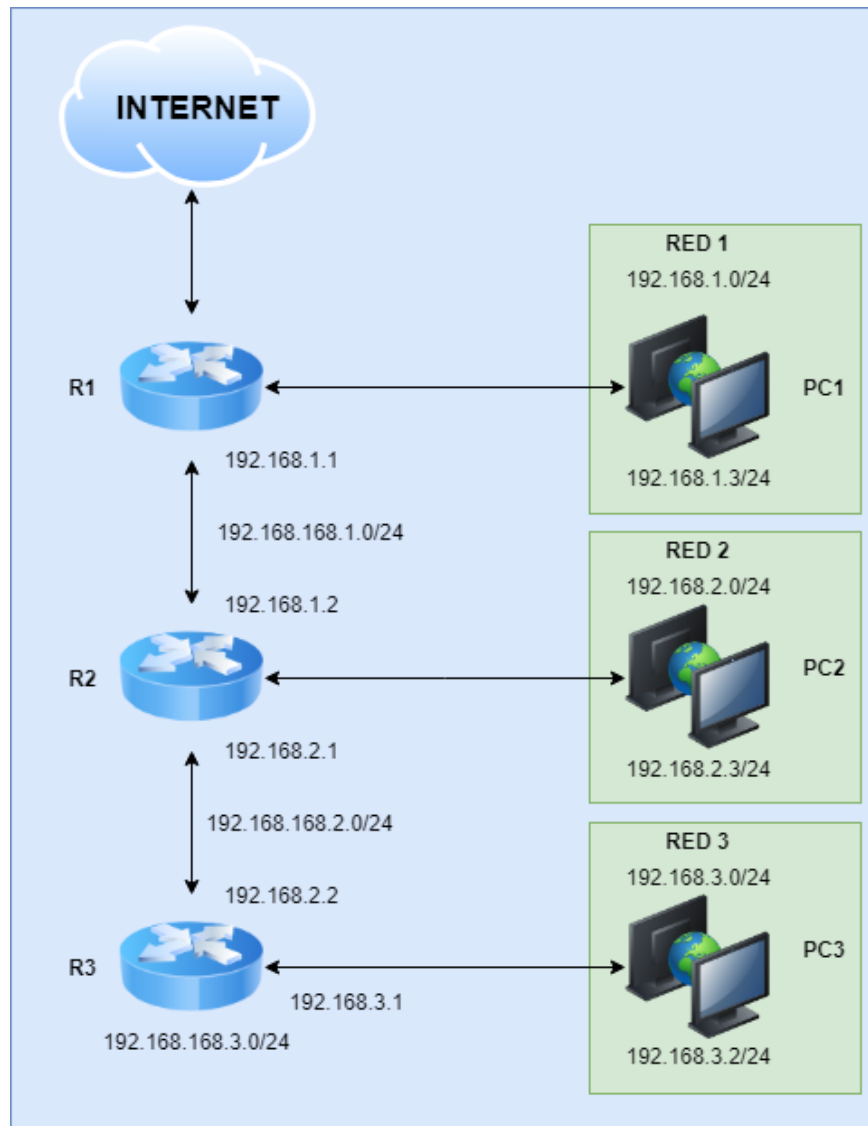 INTERNET
RED 1
192.168.1.0/24
R1
PC1
192.168.1.1
192.168.1.3/24
192.168.168.1.0/24
RED 2
192.168.2.0/24
192.168.1.2
R2
PC2
192.168.2.1
192.168.2.3/24
192.168.168.2.0/24
RED 3
192.168.3.0/24
192.168.2.2
R3
PC3
192.168.3.1
192.168.168.3.0/24
192.168.3.2/24